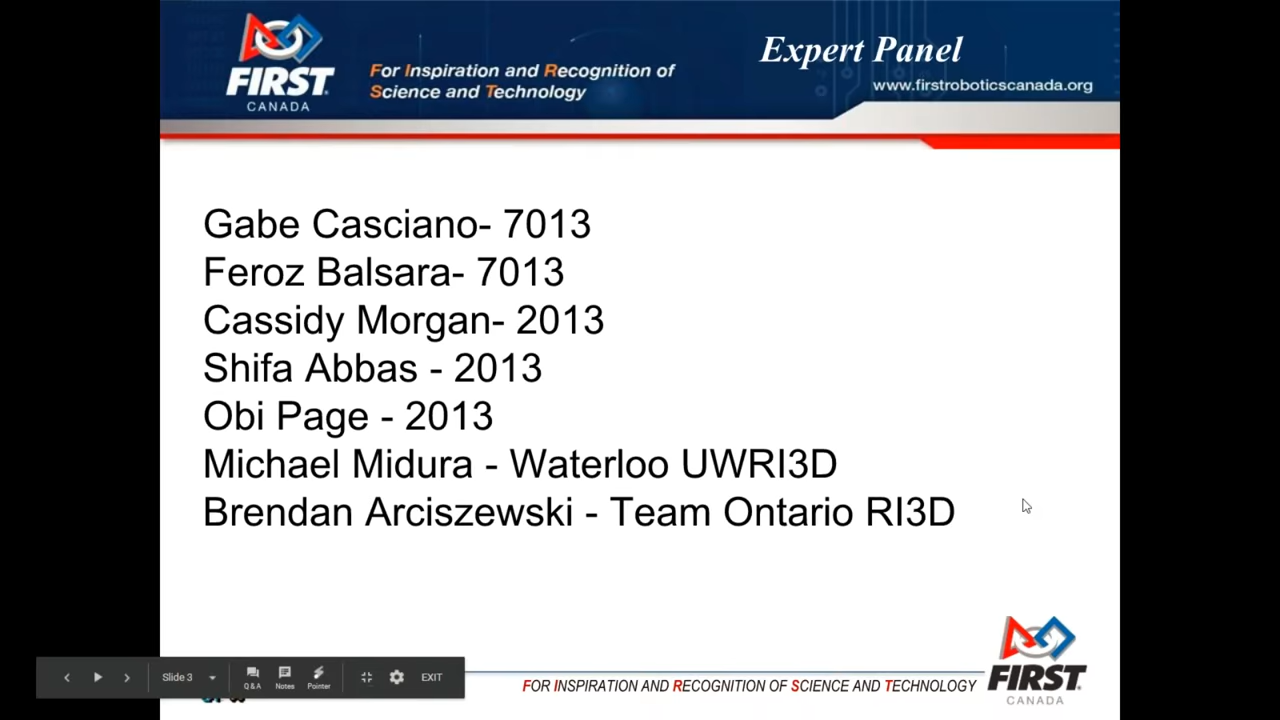 FIRST
CANADA
For Inspiration and Recognition of
Science and Technology
Expert Panel
www.firstroboticscanada.org
Gabe Casciano- 7013
Feroz Balsara- 7013
Cassidy Morgan- 2013
Shifa Abbas - 2013
Obi Page - 2013
Michael Midura - Waterloo UWRI3D
Brendan Arciszewski - Team Ontario RI3D
Slide 3
Q & A
Notes
Pointer
EXIT
FOR INSPIRATION AND RECOGNITION OF SCIENCE AND TECHNOLOGY
FIRST
CANADA